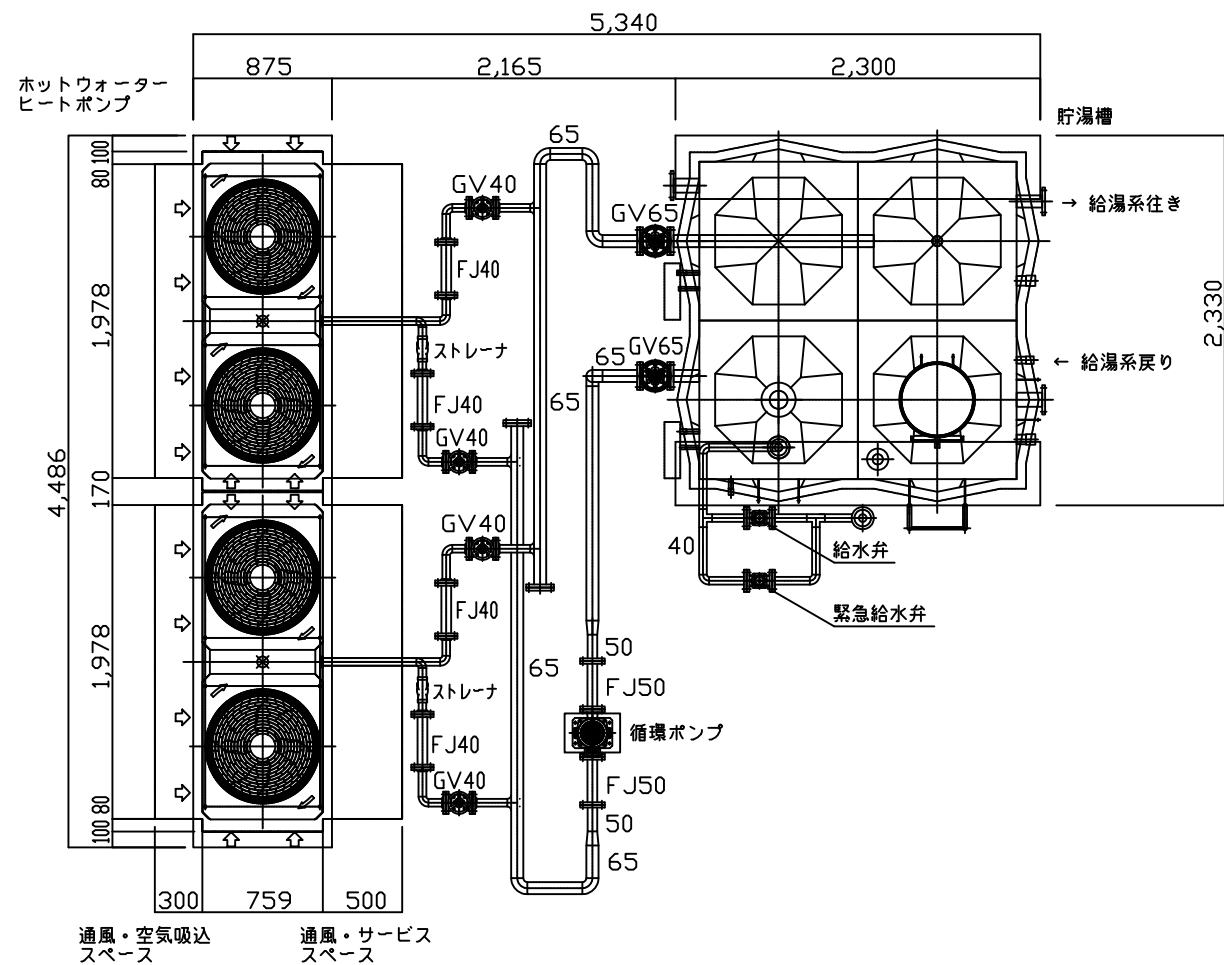 5,340
875
2,165
2,300
ホットウォーター
ヒートポンプ
貯湯槽
65
100
80
GV40
GV65
→ 給湯系往き
FJ40
1,978
2,330
ストレーナ
65
GV65
← 給湯系戻り
FJ40
65
GV40
4,486
170
GV40
40
給水弁
FJ40
緊急給水弁
1,978
50
65
ストレーナ
FJ50
循環ポンプ
FJ40
GV40
FJ50
80
100
50
65
300
759
500
通風・空気吸込
スペース
通風・サービス
スペース